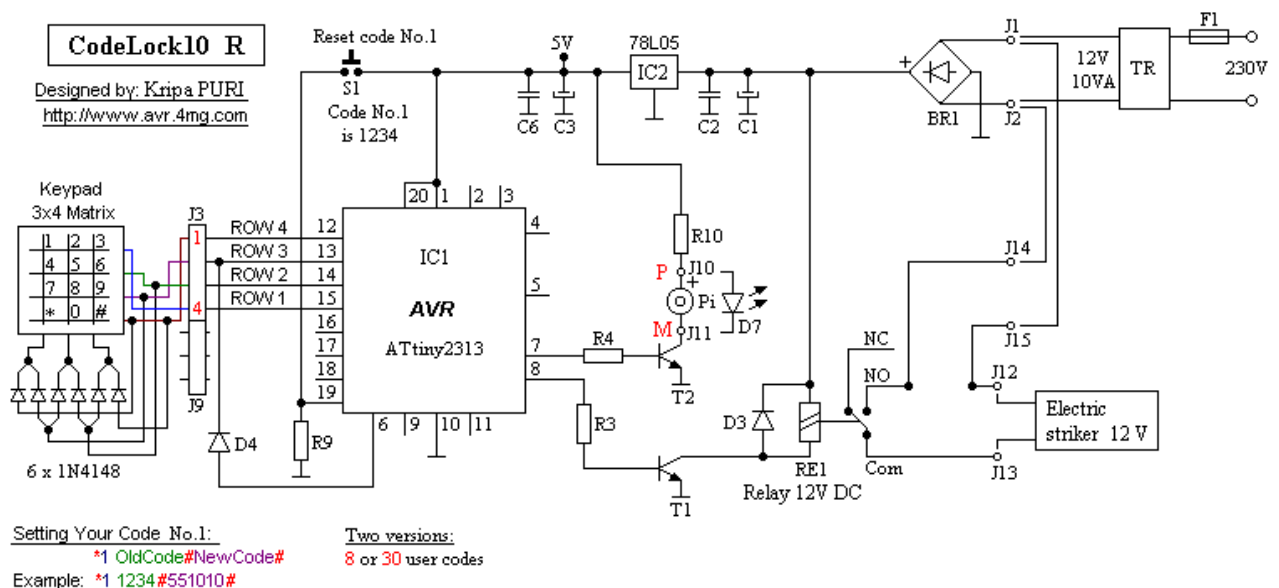 CodeLock10 R
Designed by: Kripa PURI
http://www.avr.4mg.com
Reset code No.1
S1
Code No.1
is 1234
5V
78L05
IC2
C6
C3
C2
C1
+
BR1
J1
J2
12V
10VA
TR
F1
230V
Keypad
3x4 Matrix
1 2 3
4 5 6
7 8 9
* 0 #
J3
1
4
J9
ROW 4
ROW 3
ROW 2
ROW 1
12
13
14
15
16
17
18
19
20 1 2 3
4
5
7
8
6 9 10 11
IC1
AVR
ATtiny2313
6 x 1N4148
D4
R9
R4
R3
R10
P J10
+
Pi
M J11
D7
T2
T1
D3
RE1
Relay 12V DC
NC
NO
Com
J14
J15
J12
J13
Electric
striker 12 V
Setting Your Code No.1:
*1 OldCode#NewCode#
Example: *1 1234#551010#
Two versions:
8 or 30 user codes